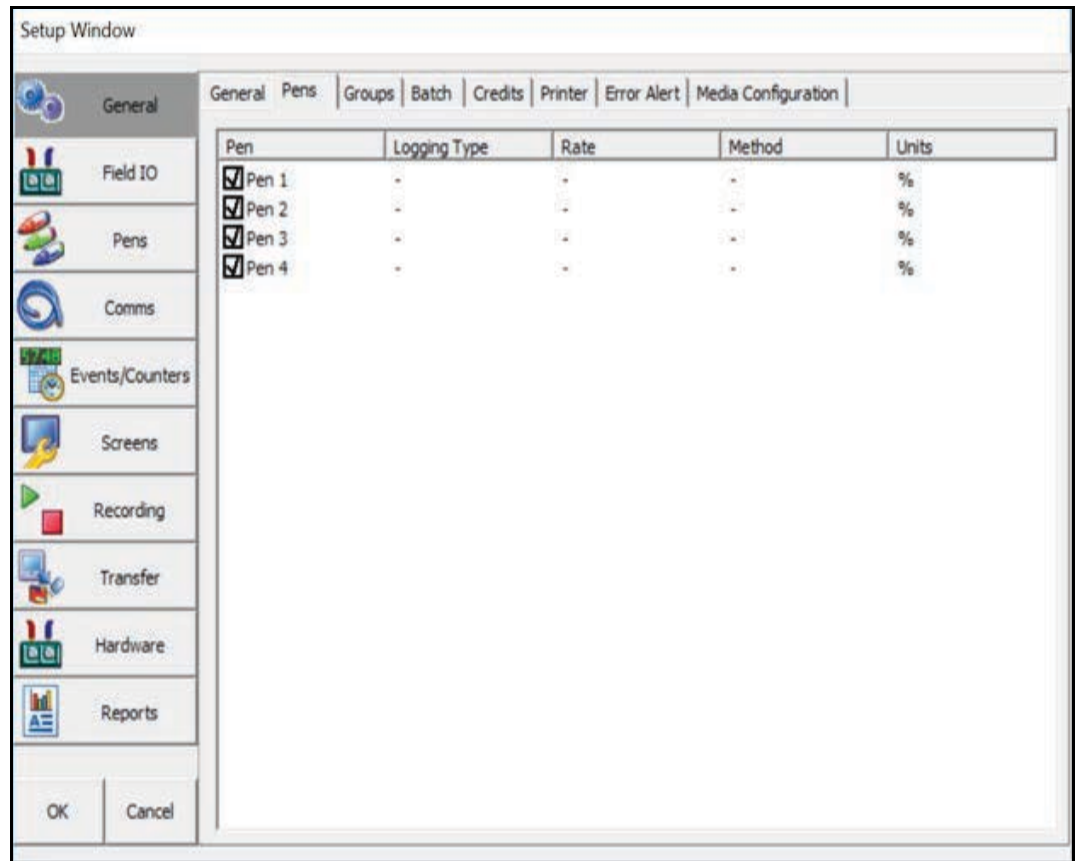 Setup Window
General
Field IO
Pens
Comms
Events/Counters
Screens
Recording
Transfer
Hardware
Reports
OK Cancel
General Pens Groups Batch Credits Printer Error Alert Media Configuration
Pen Logging Type Rate Method Units
Pen 1 - - - %
Pen 2 - - - %
Pen 3 - - - %
Pen 4 - - - %